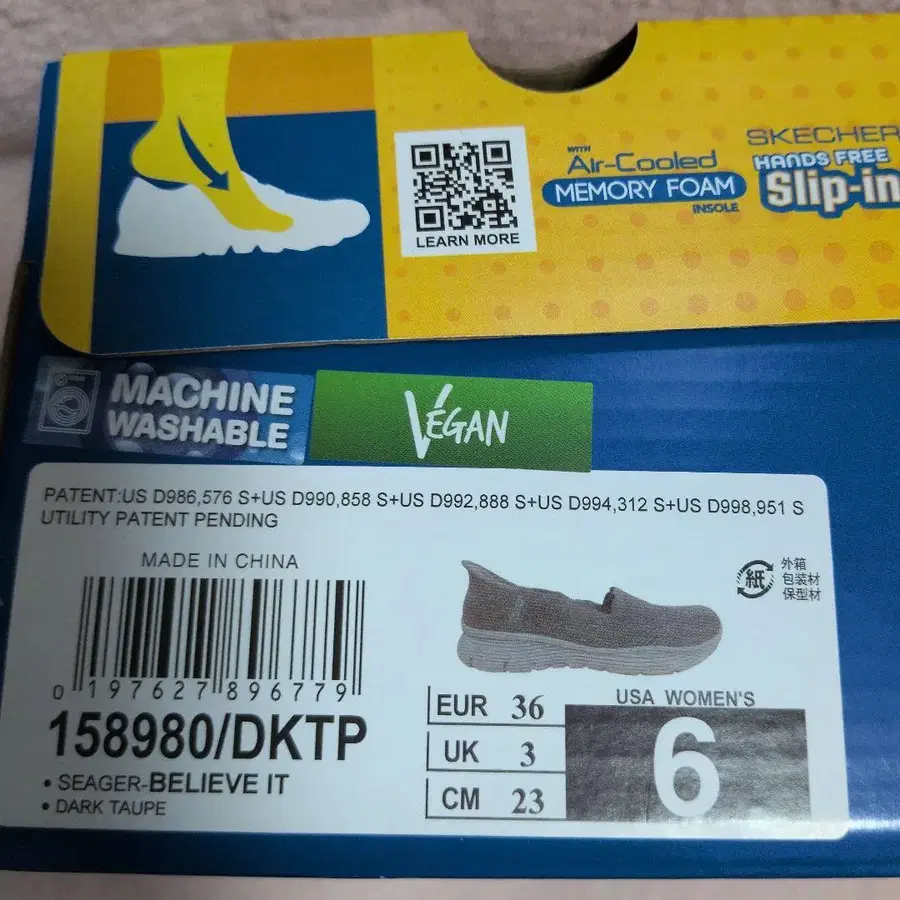 LEARN MORE
WITH
Air-Cooled
MEMORY FOAM
INSOLE
SKECHER
HANDS FREE
Slip-in
MACHINE
WASHABLE
VEGAN
PATENT:US D986,576 S+US D990,858 S+US D992,888 S+US D994,312 S+US D998,951 S
UTILITY PATENT PENDING
MADE IN CHINA
0 197627 896779
158980/DKTP
• SEAGER-BELIEVE IT
• DARK TAUPE
紙
外箱
包装材
保型材
EUR 36
UK 3
CM 23
USA WOMEN'S
6